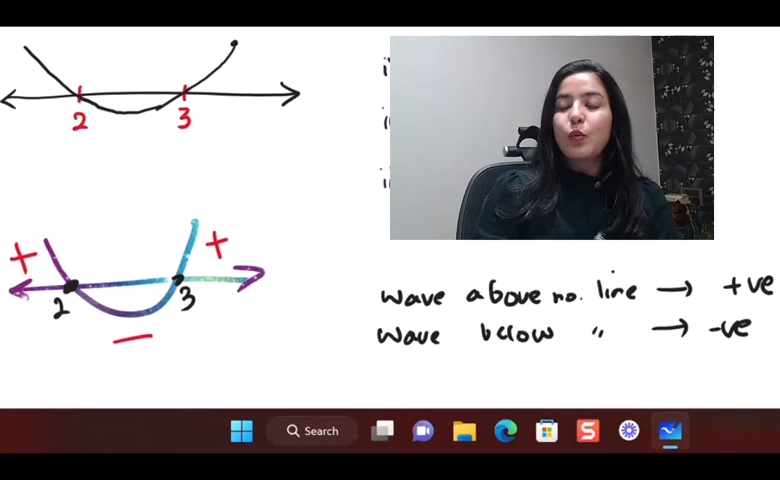 2 3
+ +
2 3
−
i
i
i
wave above no. line → +ve
wave below " → -ve
Search